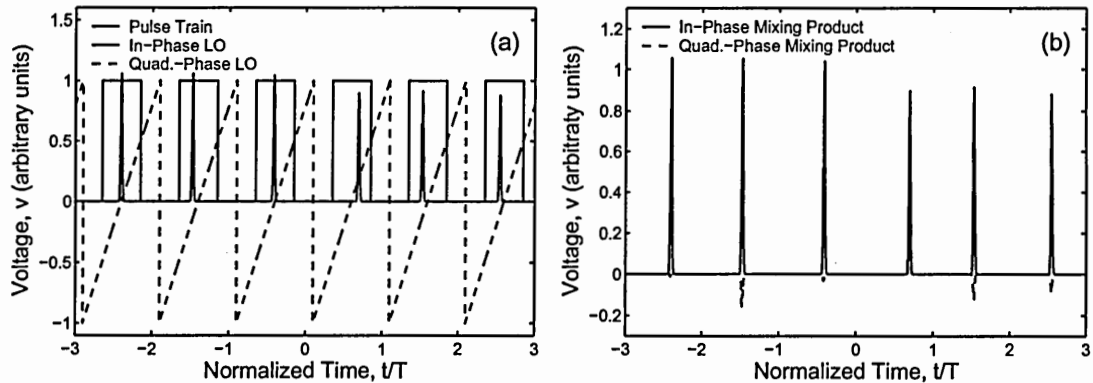 1.5
1
0.5
0
−0.5
−1
−3
−2
−1
0
1
2
3
Pulse Train
In−Phase LO
Quad.−Phase LO
(a)
Voltage, v (arbitrary units)
Normalized Time, t/T
1.2
1
0.8
0.6
0.4
0.2
0
−0.2
−3
−2
−1
0
1
2
3
In−Phase Mixing Product
Quad.−Phase Mixing Product
(b)
Voltage, v (arbitraty units)
Normalized Time, t/T